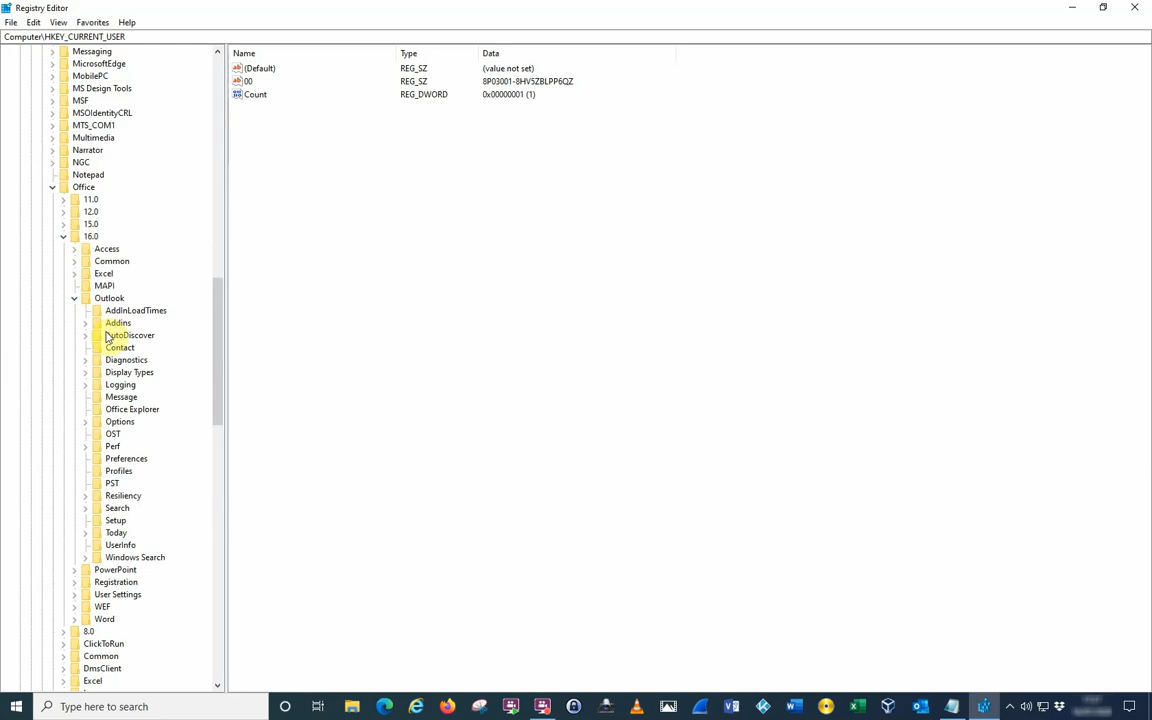 Registry Editor
File Edit View Favorites Help
Computer\HKEY_CURRENT_USER
Name Type Data
(Default) REG_SZ (value not set)
00 REG_SZ 8P03001-8HV5ZBLPP6QZ
Count REG_DWORD 0x00000001 (1)
Messaging
MicrosoftEdge
MobilePC
MS Design Tools
MSF
MSOIdentityCRL
MTS_COM1
Multimedia
Narrator
NGC
Notepad
Office
11.0
12.0
15.0
16.0
Access
Common
Excel
MAPI
Outlook
AddInLoadTimes
Addins
AutoDiscover
Contact
Diagnostics
Display Types
Logging
Message
Office Explorer
Options
OST
Perf
Preferences
Profiles
PST
Resiliency
Search
Setup
Today
UserInfo
Windows Search
PowerPoint
Registration
User Settings
WEF
Word
8.0
ClickToRun
Common
DmsClient
Excel
Type here to search